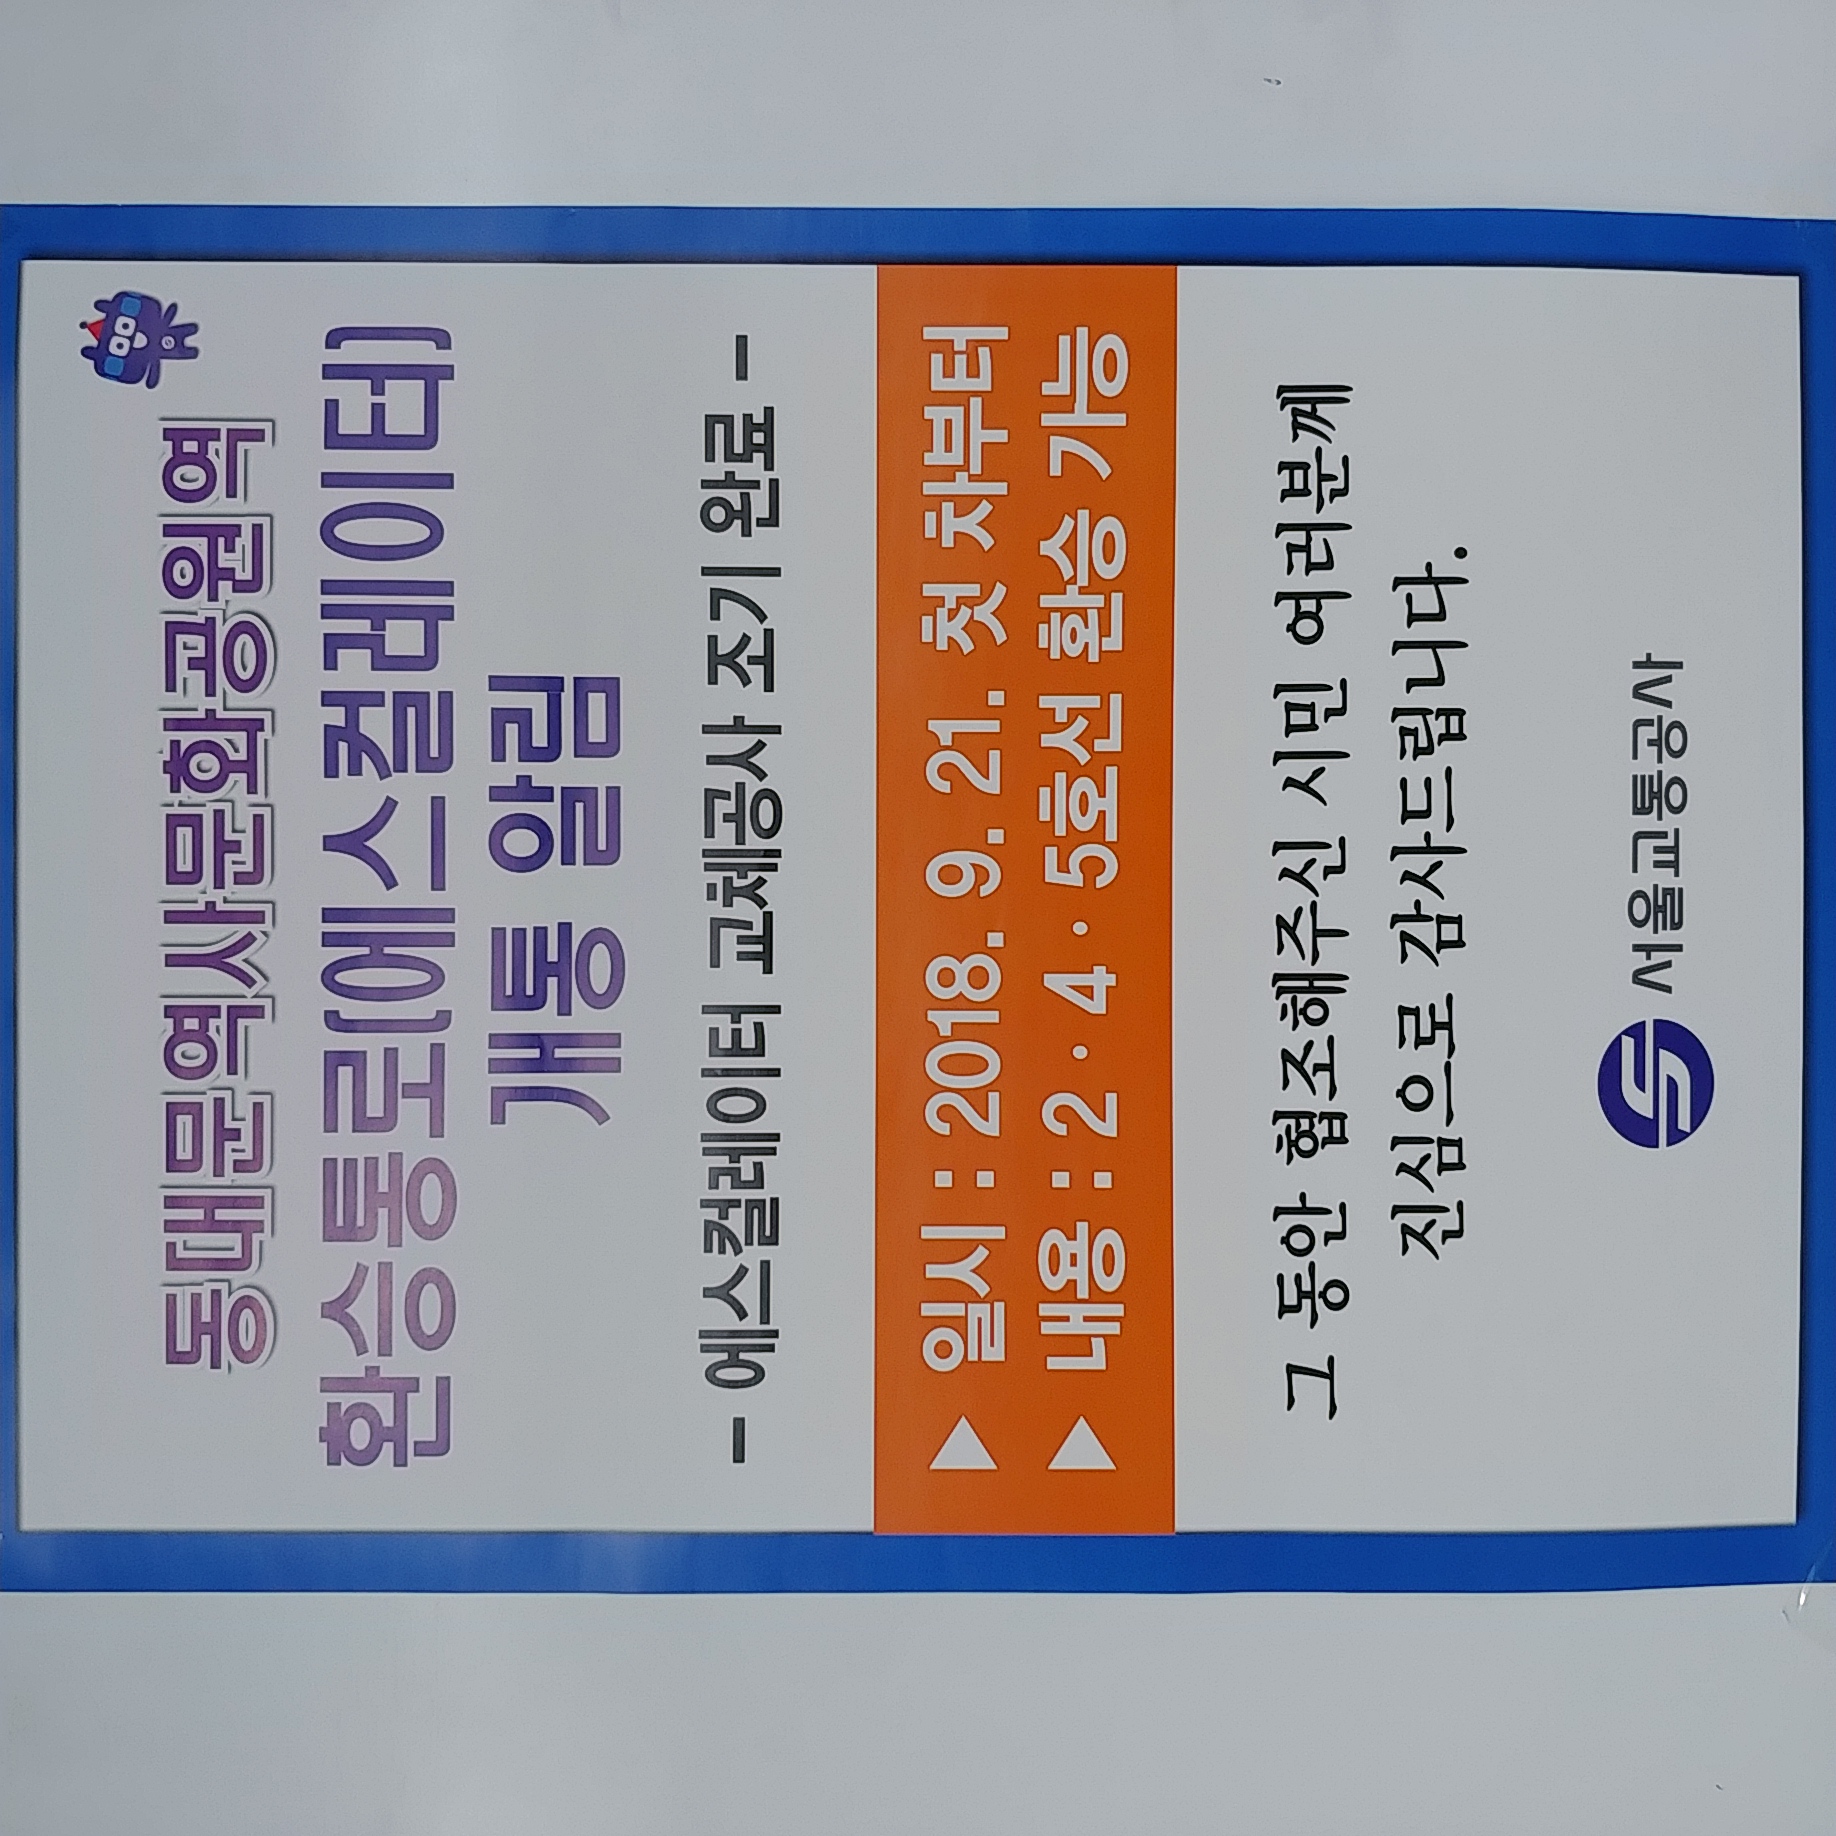 동대문역사문화공원역
환승통로(에스컬레이터)
개통 알림
- 에스컬레이터 교체공사 조기 완료 -
▶ 일시 : 2018. 9. 21. 첫 차부터
▶ 내용 : 2 · 4 · 5호선 환승 가능
그 동안 협조해주신 시민 여러분께
진심으로 감사드립니다.
서울교통공사